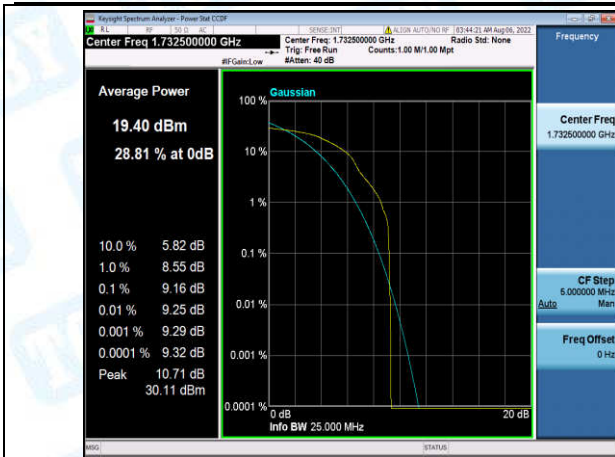 Keysight Spectrum Analyzer - Power Stat CCDF
RL RF 50 Ω AC SENSE:INT ALIGN AUTO/NO RF 03:44:21 AM Aug 06, 2022
Center Freq 1.732500000 GHz
Center Freq: 1.732500000 GHz Radio Std: None
Trig: Free Run Counts:1.00 M/1.00 Mpt
#IFGain:Low #Atten: 40 dB
Frequency
Average Power
19.40 dBm
28.81 % at 0dB
10.0 % 5.82 dB
1.0 % 8.55 dB
0.1 % 9.16 dB
0.01 % 9.25 dB
0.001 % 9.29 dB
0.0001 % 9.32 dB
Peak 10.71 dB
30.11 dBm
Gaussian
100 %
10 %
1 %
0.1 %
0.01 %
0.001 %
0.0001 %
0 dB 20 dB
Info BW 25.000 MHz
Center Freq
1.732500000 GHz
CF Step
5.000000 MHz
Auto Man
Freq Offset
0 Hz
MSG STATUS